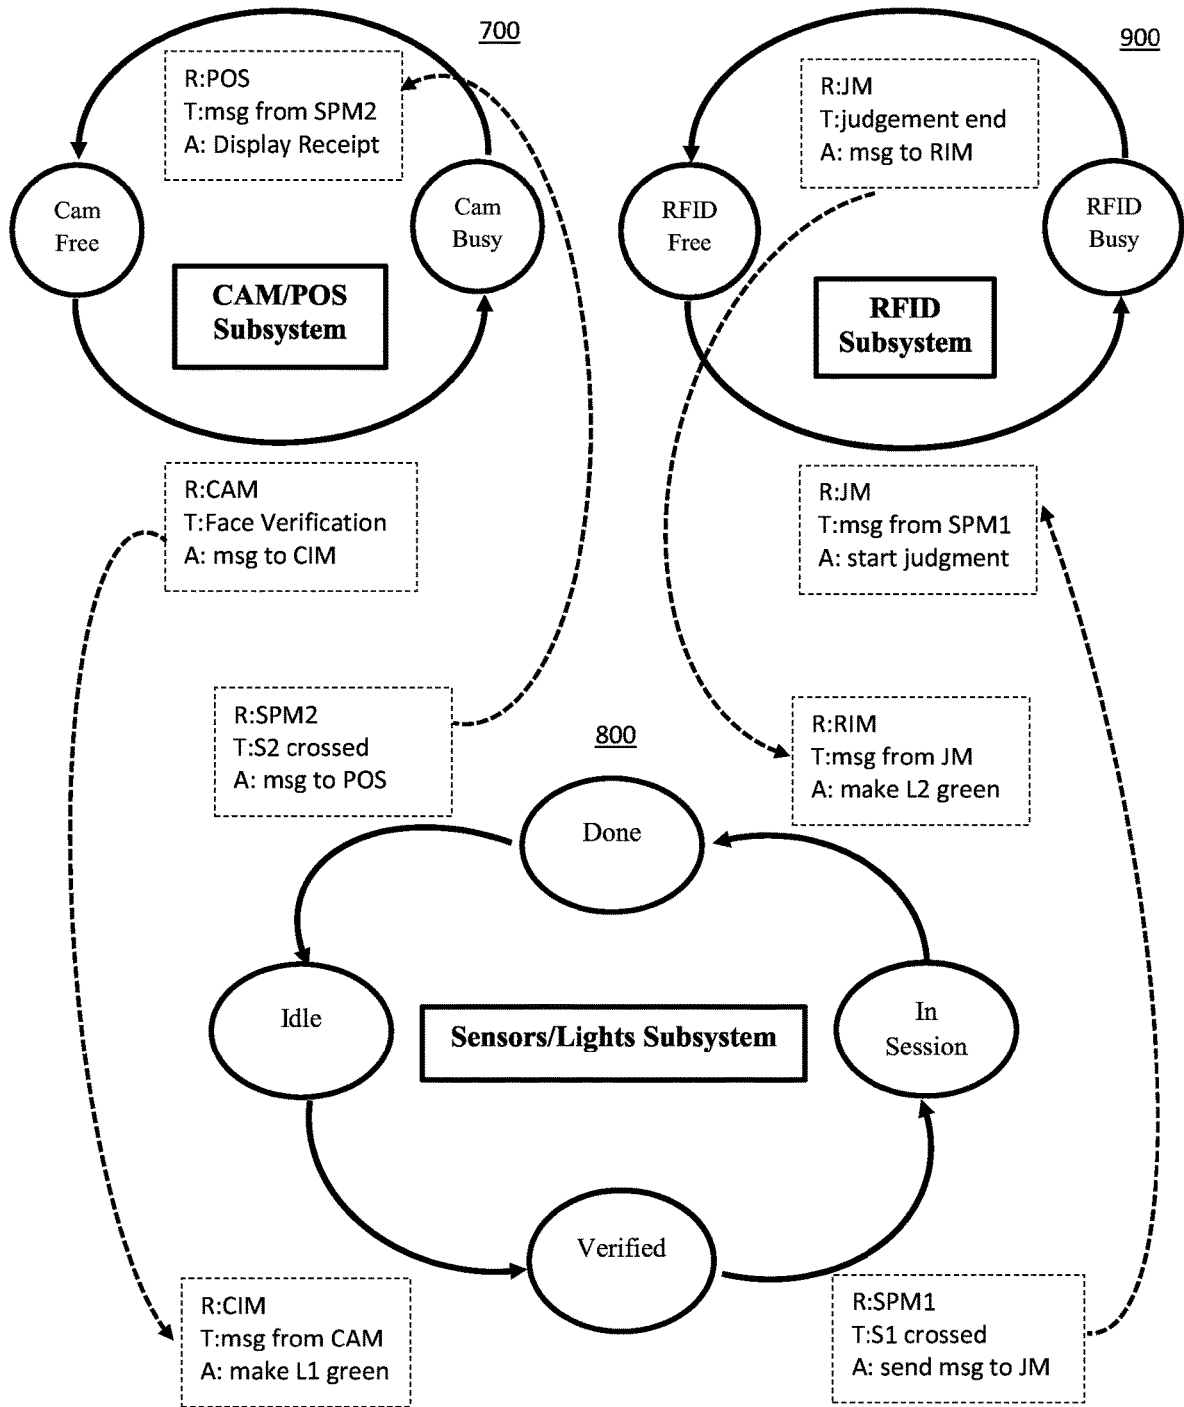 700
R:POS
T:msg from SPM2
A: Display Receipt
Cam
Free
Cam
Busy
CAM/POS
Subsystem
R:CAM
T:Face Verification
A: msg to CIM
900
R:JM
T:judgement end
A: msg to RIM
RFID
Free
RFID
Busy
RFID
Subsystem
R:JM
T:msg from SPM1
A: start judgment
R:SPM2
T:S2 crossed
A: msg to POS
800
R:RIM
T:msg from JM
A: make L2 green
Done
Idle
Sensors/Lights Subsystem
In
Session
Verified
R:CIM
T:msg from CAM
A: make L1 green
R:SPM1
T:S1 crossed
A: send msg to JM